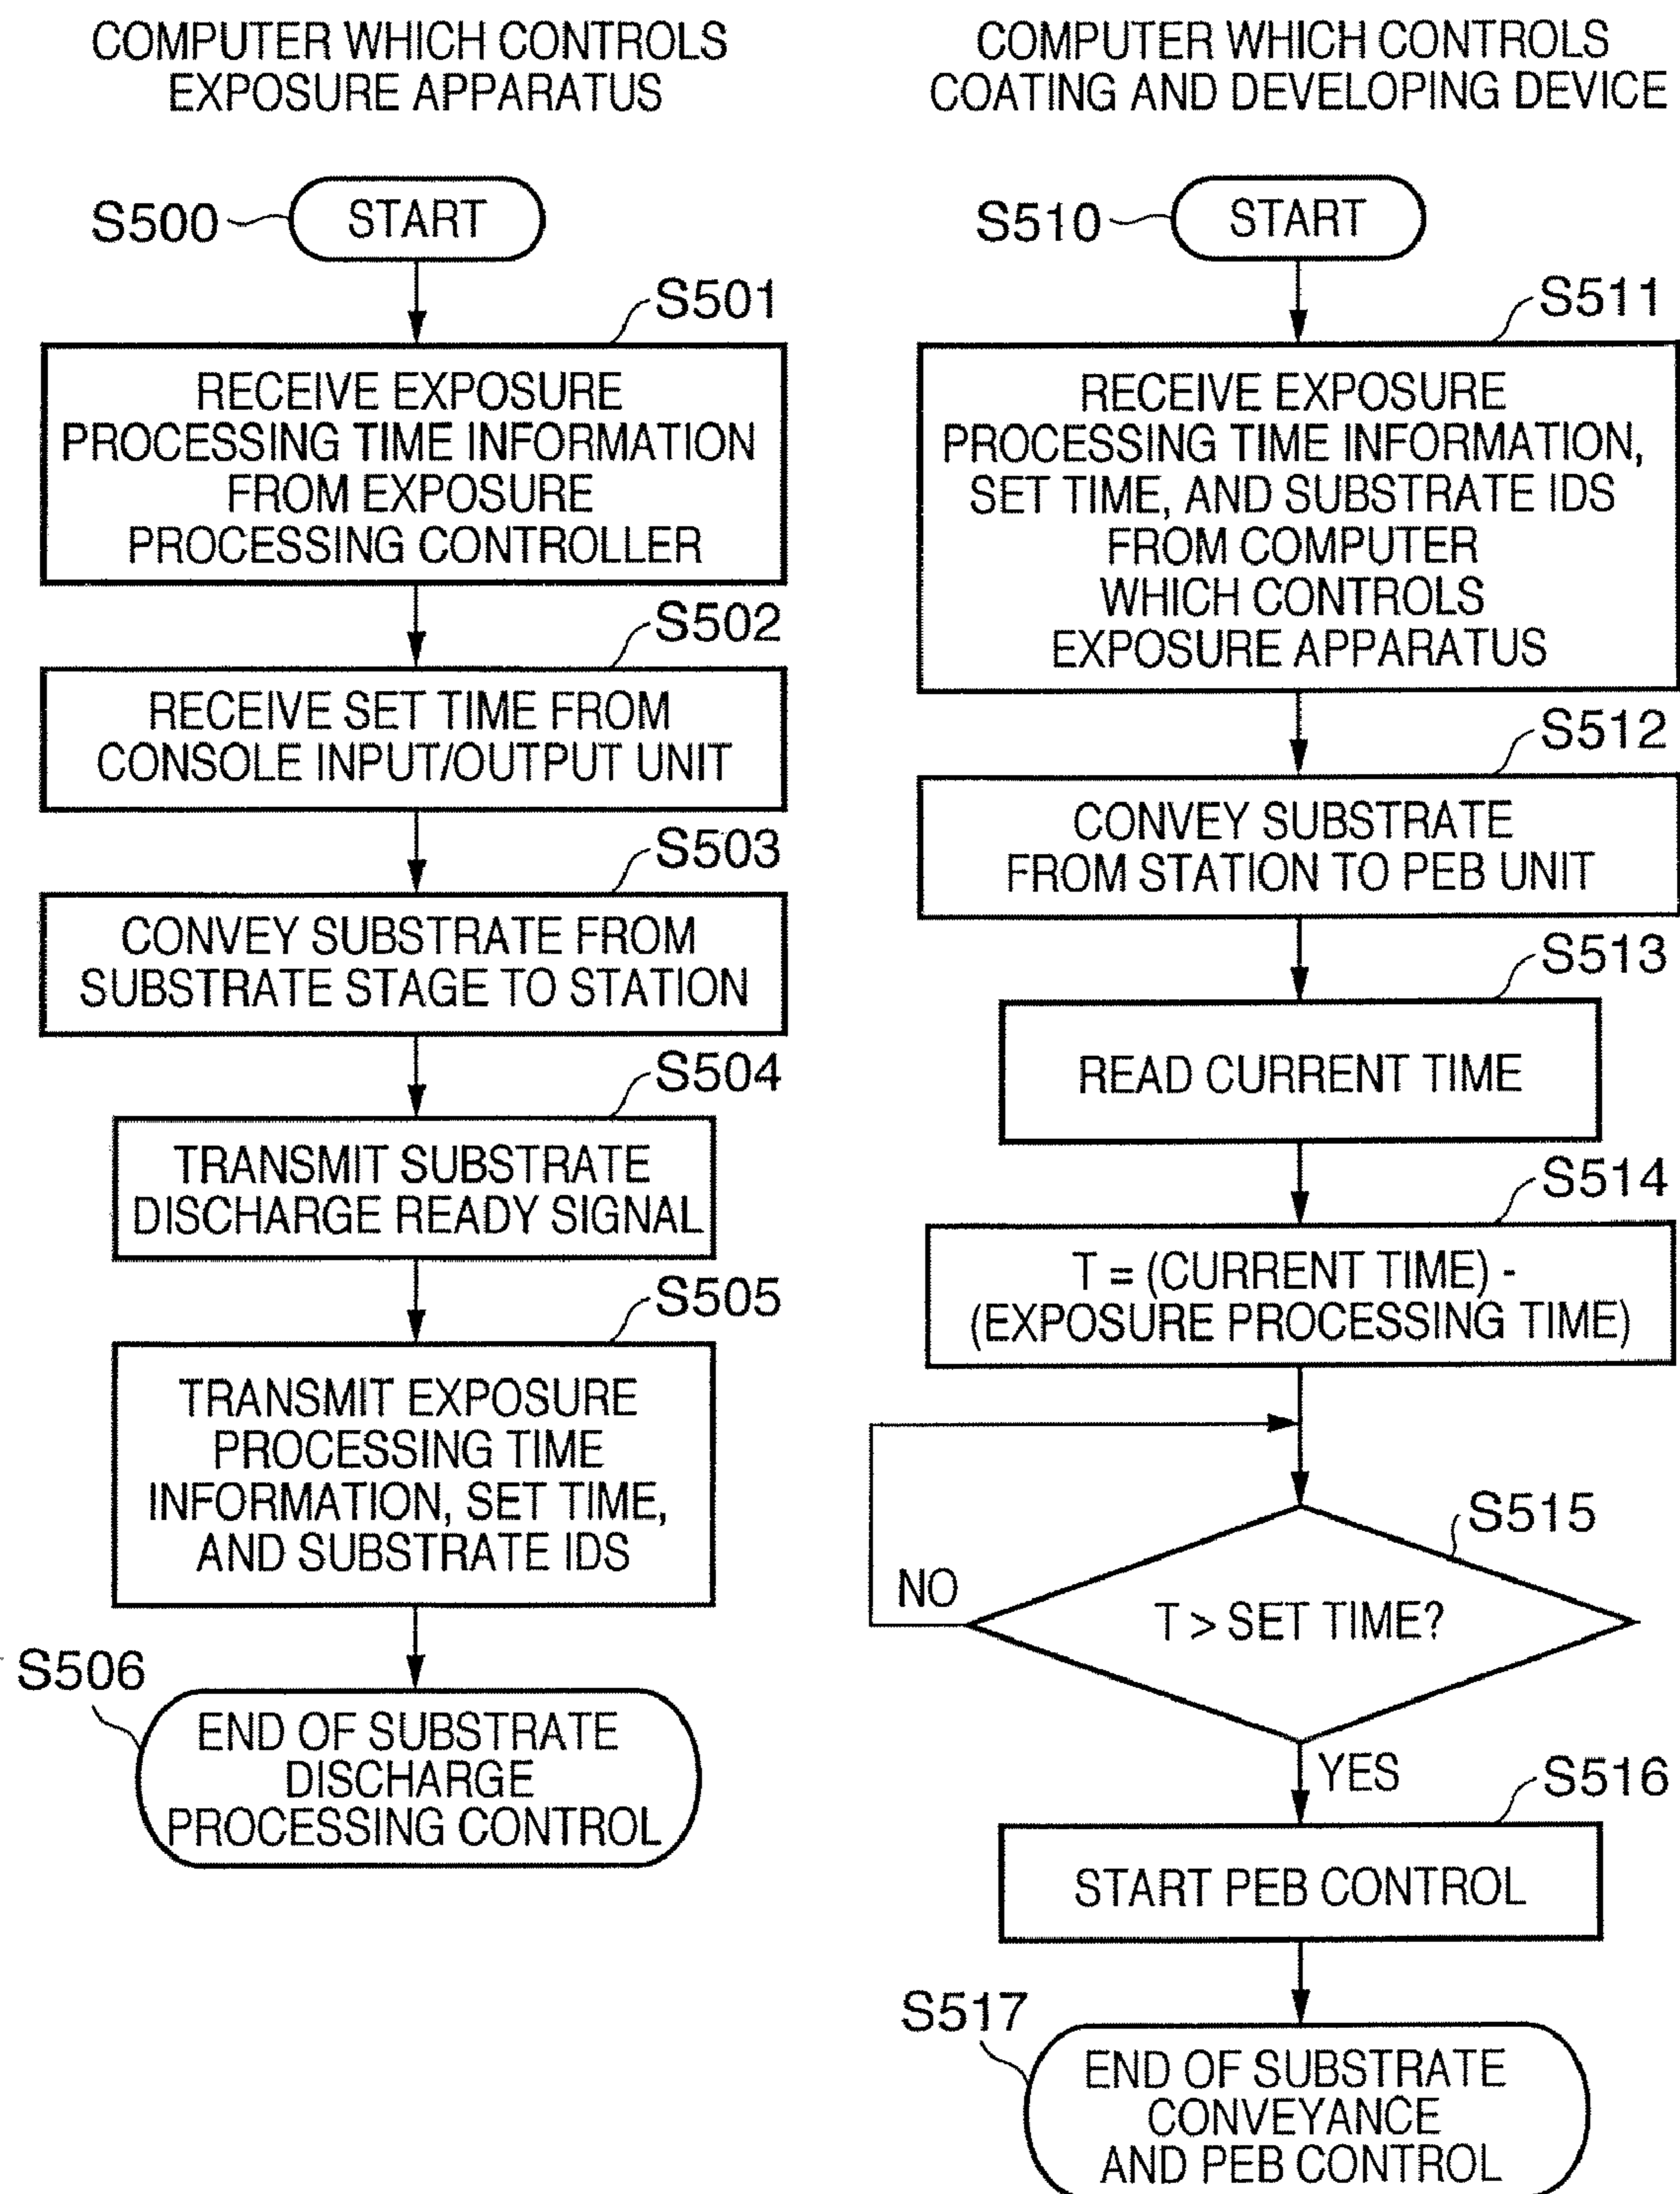 COMPUTER WHICH CONTROLS
EXPOSURE APPARATUS
S500
START
S501
RECEIVE EXPOSURE
PROCESSING TIME INFORMATION
FROM EXPOSURE
PROCESSING CONTROLLER
S502
RECEIVE SET TIME FROM
CONSOLE INPUT/OUTPUT UNIT
S503
CONVEY SUBSTRATE FROM
SUBSTRATE STAGE TO STATION
S504
TRANSMIT SUBSTRATE
DISCHARGE READY SIGNAL
S505
TRANSMIT EXPOSURE
PROCESSING TIME
INFORMATION, SET TIME,
AND SUBSTRATE IDS
S506
END OF SUBSTRATE
DISCHARGE
PROCESSING CONTROL
COMPUTER WHICH CONTROLS
COATING AND DEVELOPING DEVICE
S510
START
S511
RECEIVE EXPOSURE
PROCESSING TIME INFORMATION,
SET TIME, AND SUBSTRATE IDS
FROM COMPUTER
WHICH CONTROLS
EXPOSURE APPARATUS
S512
CONVEY SUBSTRATE
FROM STATION TO PEB UNIT
S513
READ CURRENT TIME
S514
T = (CURRENT TIME) -
(EXPOSURE PROCESSING TIME)
S515
NO
T > SET TIME?
YES
S516
START PEB CONTROL
S517
END OF SUBSTRATE
CONVEYANCE
AND PEB CONTROL